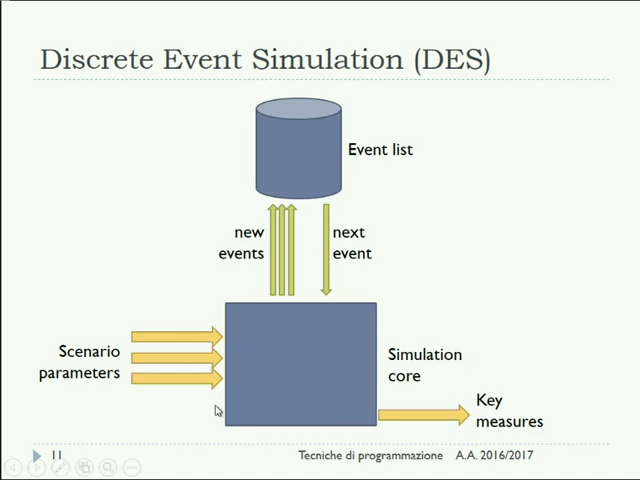 Discrete Event Simulation (DES)
Event list
new
events
next
event
Scenario
parameters
Simulation
core
Key
measures
11
Tecniche di programmazione A.A. 2016/2017